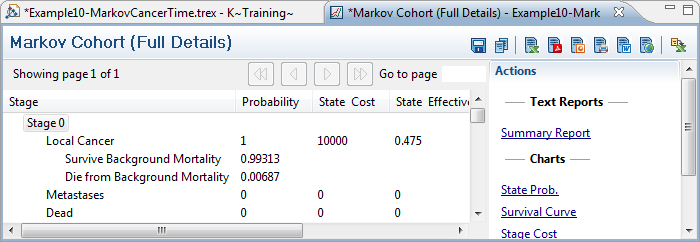 *Example10-MarkovCancerTime.trex - K~Training~
*Markov Cohort (Full Details) - Example10-Mark
Markov Cohort (Full Details)
Showing page 1 of 1
Go to page
Actions
Stage Probability State Cost State Effective
Text Reports
Stage 0
Local Cancer 1 10000 0.475
Summary Report
Survive Background Mortality 0.99313
Charts
Die from Background Mortality 0.00687
Metastases 0 0 0
State Prob.
Dead 0 0 0
Survival Curve
Stage Cost